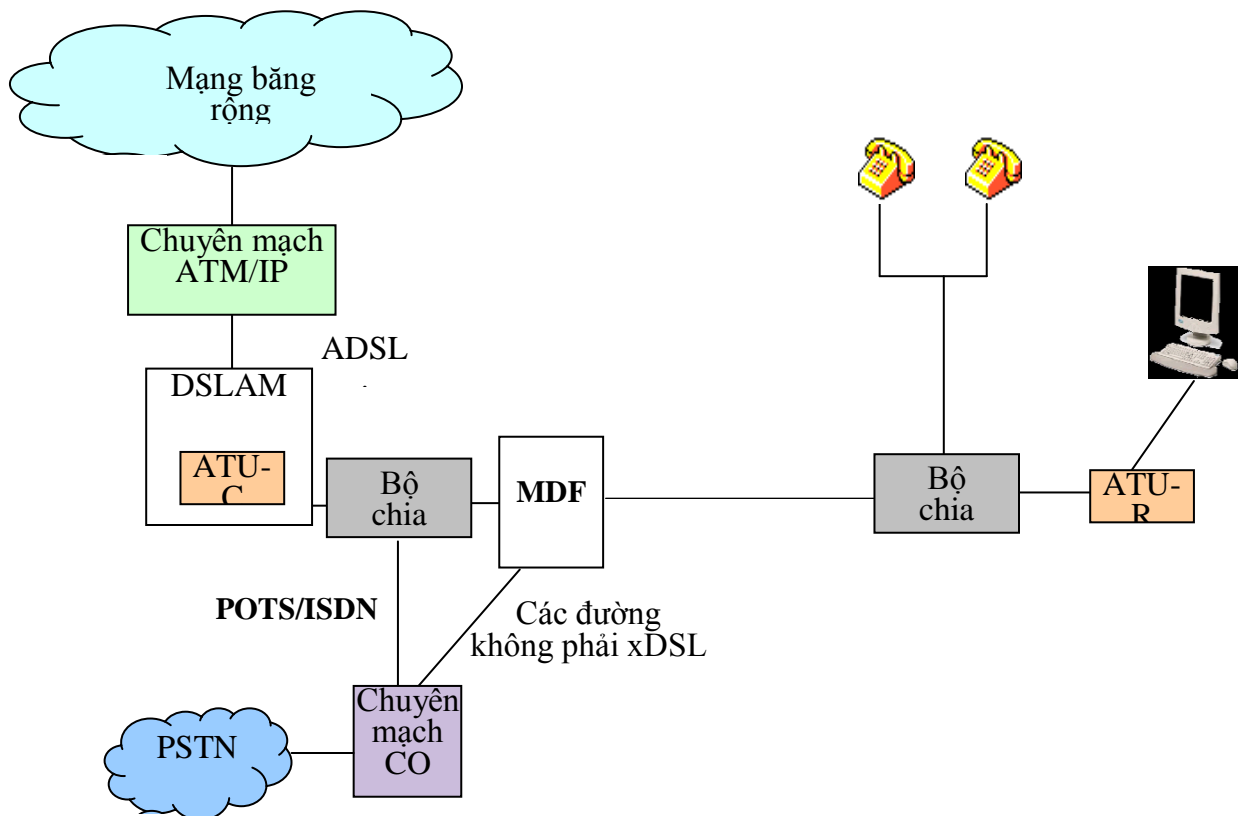 Mạng băng
rộng
Chuyên mạch
ATM/IP
ADSL
DSLAM
ATU-
C
Bộ
chia
MDF
Bộ
chia
ATU-
R
POTS/ISDN
Các đường
không phải xDSL
Chuyên
mạch
CO
PSTN